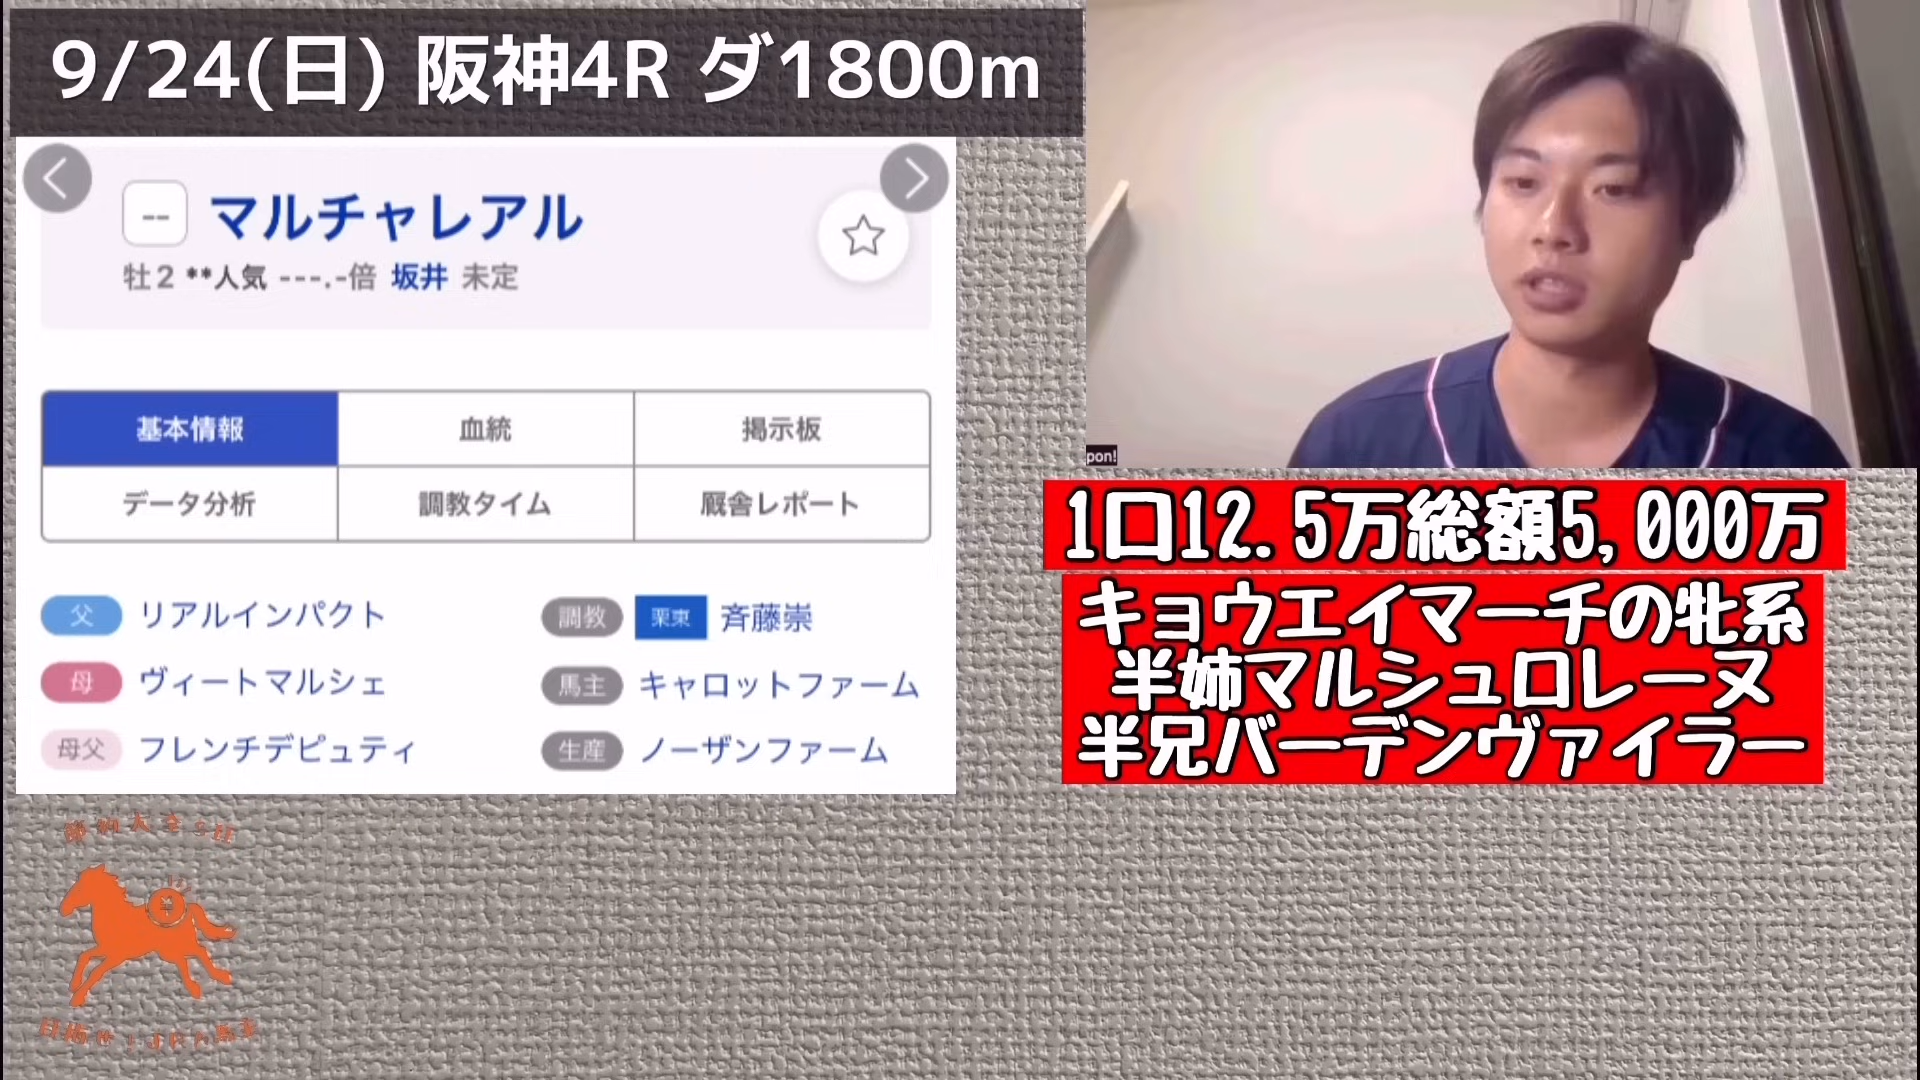 9/24(日) 阪神4R ダ1800m
--
マルチャレアル
牡2 **人気 ---.-倍 坂井 未定
基本情報 血統 掲示板
データ分析 調教タイム 厩舎レポート
父 リアルインパクト 調教 栗東 斉藤崇
母 ヴィートマルシェ 馬主 キャロットファーム
母父 フレンチデピュティ 生産 ノーザンファーム
pon!
1口12.5万総額5,000万
キョウエイマーチの牝系
半姉マルシュロレーヌ
半兄バーデンヴァイラー